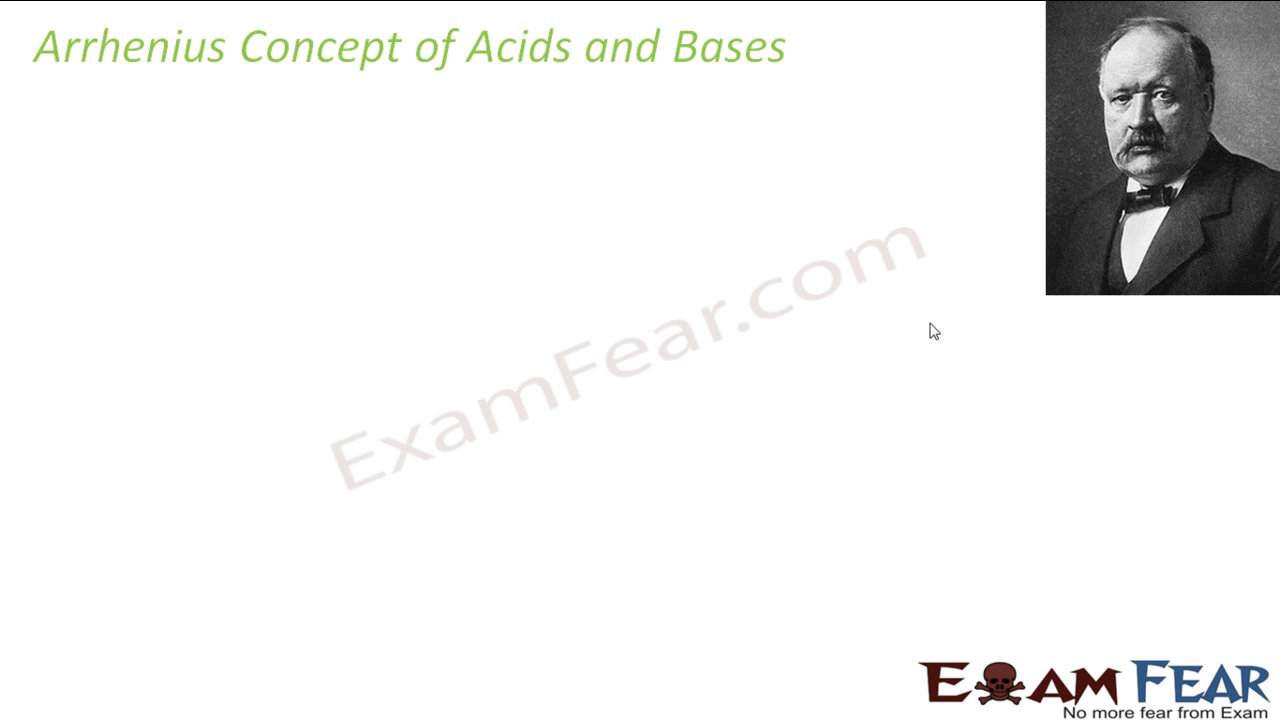 Arrhenius Concept of Acids and Bases
ExamFear.com
EXAM FEAR
No more fear from Exam